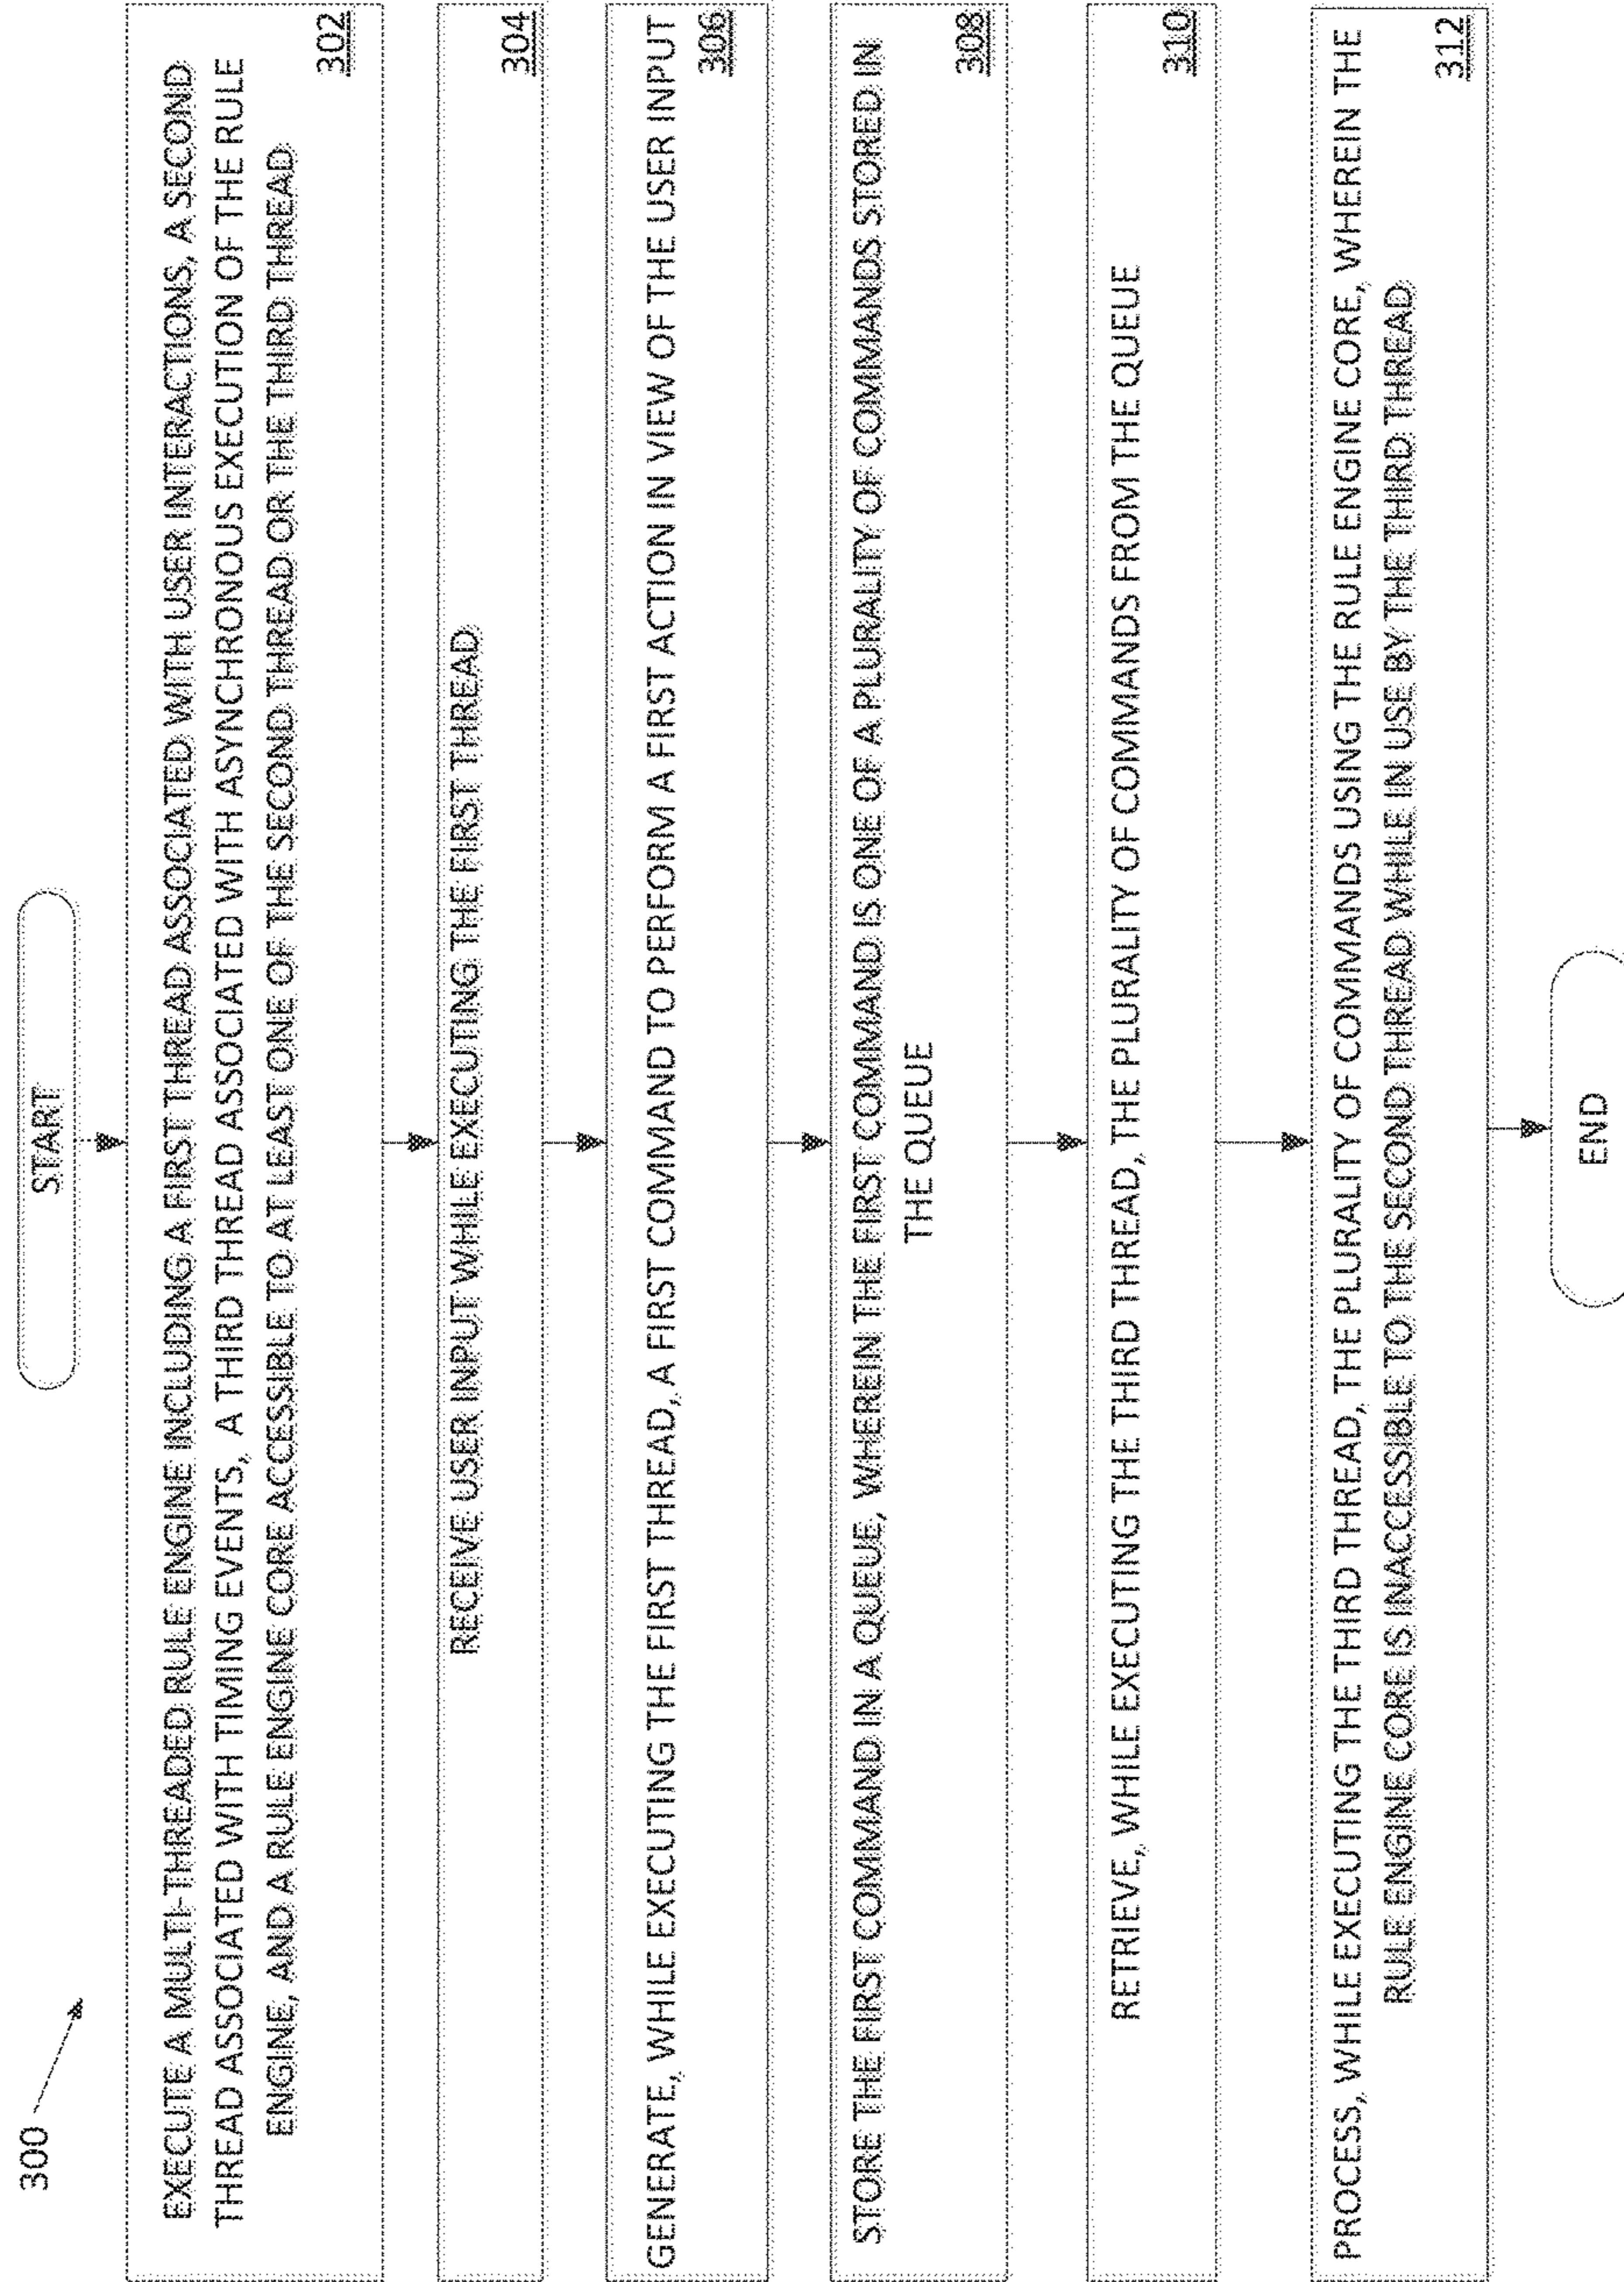 300
START
EXECUTE A MULTI-THREADED RULE ENGINE INCLUDING A FIRST THREAD ASSOCIATED WITH USER INTERACTIONS, A SECOND
THREAD ASSOCIATED WITH TIMING EVENTS, A THIRD THREAD ASSOCIATED WITH ASYNCHRONOUS EXECUTION OF THE RULE
ENGINE, AND A RULE ENGINE CORE ACCESSIBLE TO AT LEAST ONE OF THE SECOND THREAD OR THE THIRD THREAD
302
RECEIVE USER INPUT WHILE EXECUTING THE FIRST THREAD
304
GENERATE, WHILE EXECUTING THE FIRST THREAD, A FIRST COMMAND TO PERFORM A FIRST ACTION IN VIEW OF THE USER INPUT
306
STORE THE FIRST COMMAND IN A QUEUE, WHEREIN THE FIRST COMMAND IS ONE OF A PLURALITY OF COMMANDS STORED IN
THE QUEUE
308
RETRIEVE, WHILE EXECUTING THE THIRD THREAD, THE PLURALITY OF COMMANDS FROM THE QUEUE
310
PROCESS, WHILE EXECUTING THE THIRD THREAD, THE PLURALITY OF COMMANDS USING THE RULE ENGINE CORE, WHEREIN THE
RULE ENGINE CORE IS INACCESSIBLE TO THE SECOND THREAD WHILE IN USE BY THE THIRD THREAD
312
END